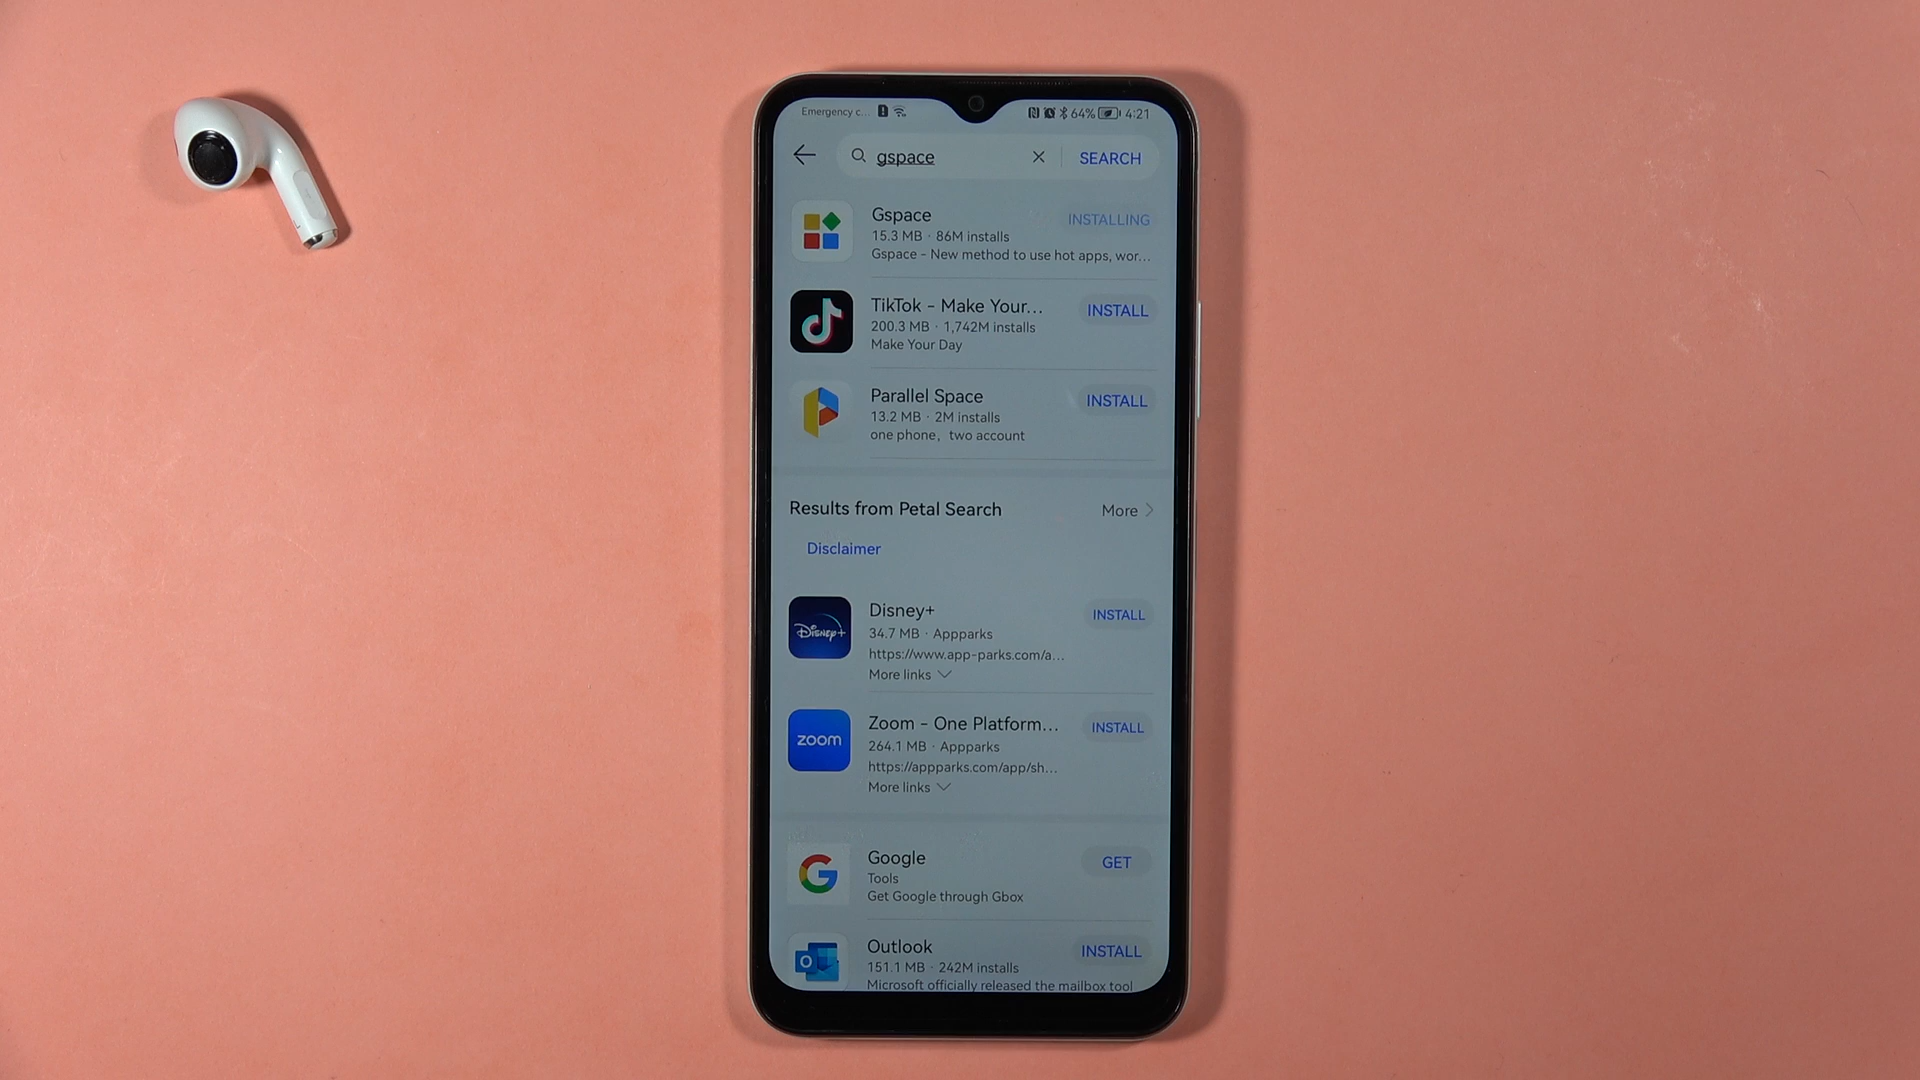 Emergency c... 64% 4:21
gspace SEARCH
Gspace INSTALLING
15.3 MB · 86M installs
Gspace - New method to use hot apps, wor...
TikTok - Make Your... INSTALL
200.3 MB · 1,742M installs
Make Your Day
Parallel Space INSTALL
13.2 MB · 2M installs
one phone，two account
Results from Petal Search More
Disclaimer
Disney+
Disney+ INSTALL
34.7 MB · Appparks
https://www.app-parks.com/a...
More links
zoom
Zoom - One Platform... INSTALL
264.1 MB · Appparks
https://appparks.com/app/sh...
More links
G
Google GET
Tools
Get Google through Gbox
O
Outlook INSTALL
151.1 MB · 242M installs
Microsoft officially released the mailbox tool